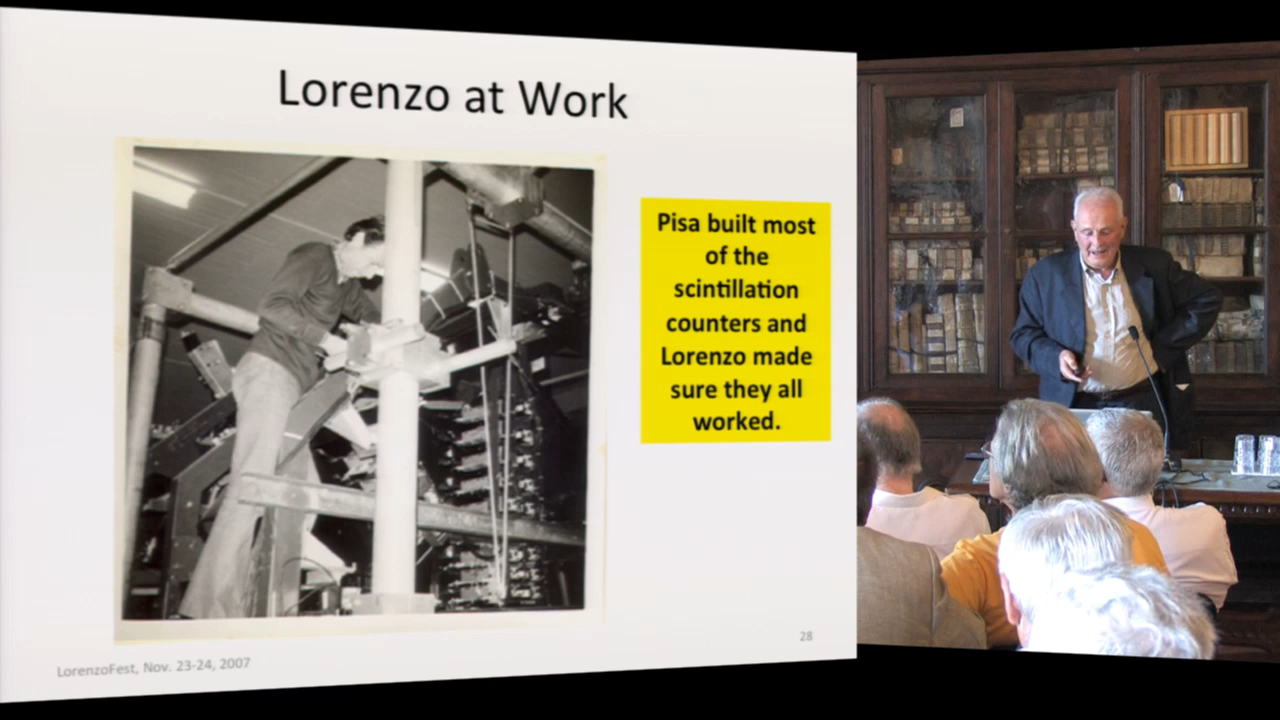 Lorenzo at Work
Pisa built most
of the
scintillation
counters and
Lorenzo made
sure they all
worked.
28
LorenzoFest, Nov. 23-24, 2007